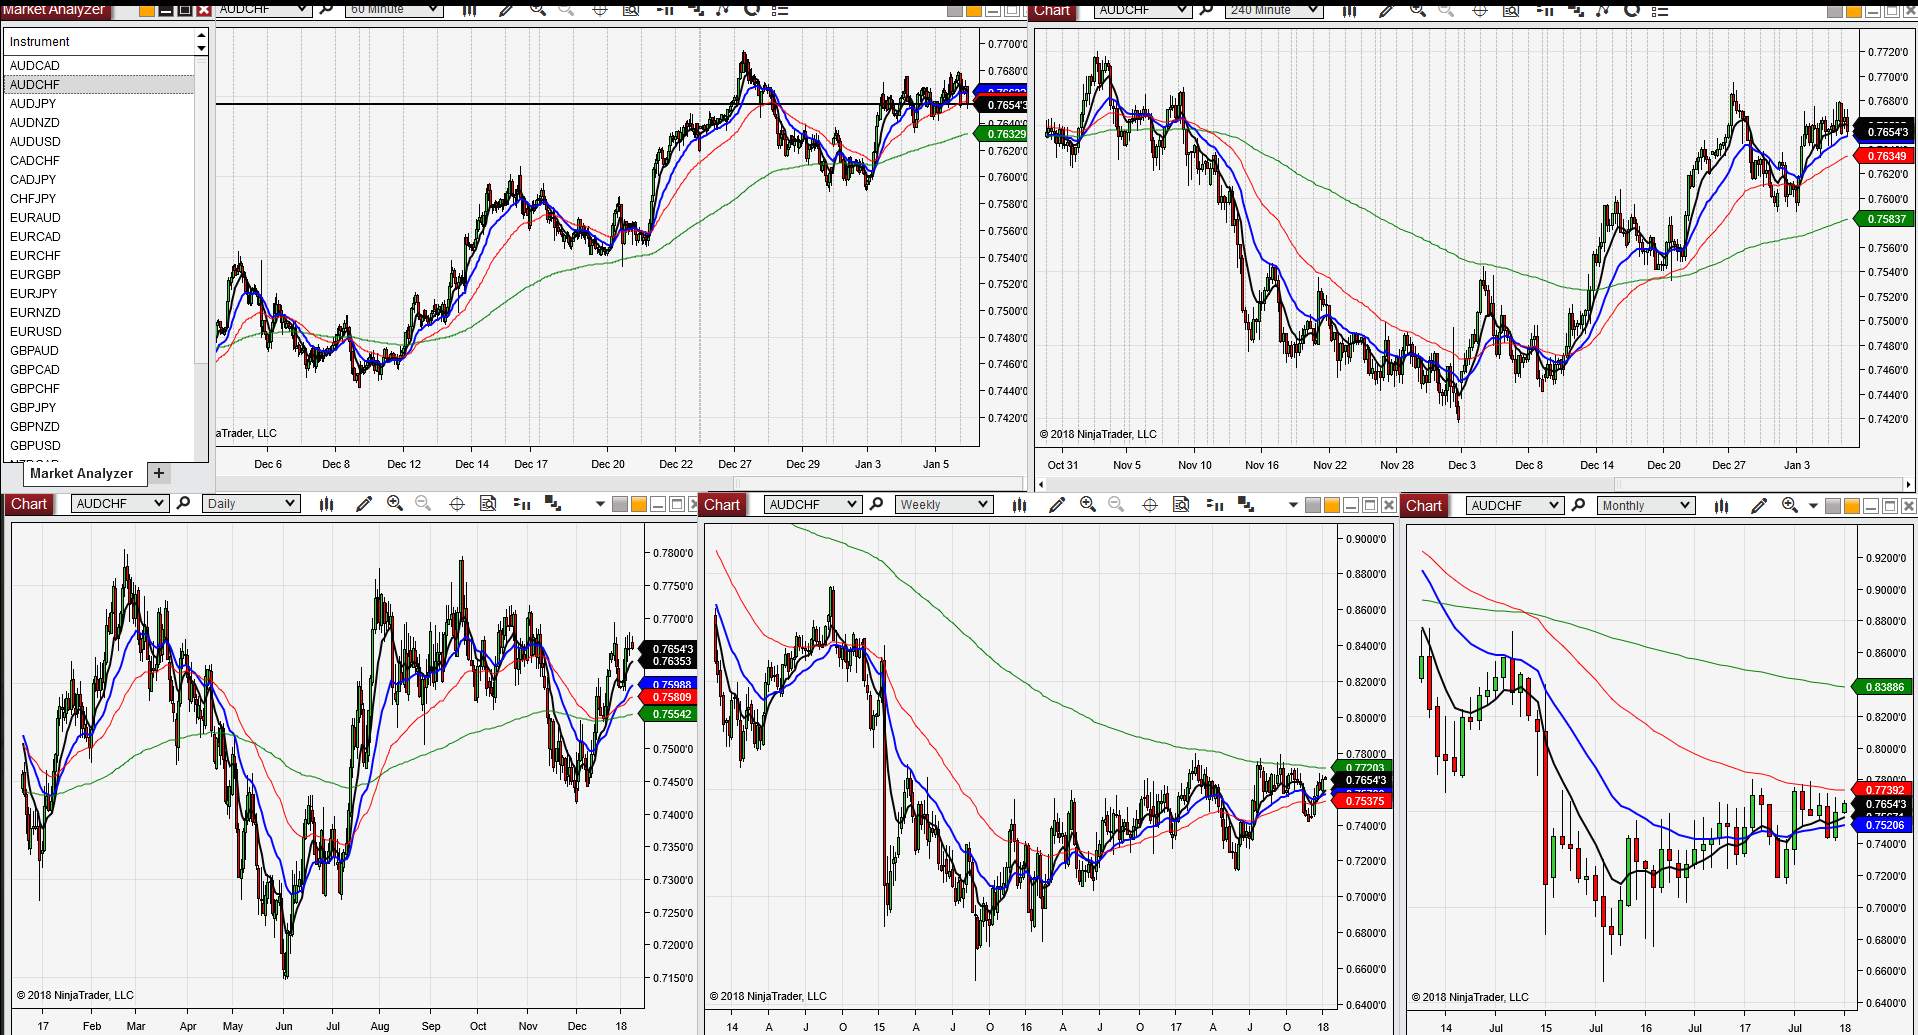 Market Analyzer
Instrument
AUDCAD
AUDCHF
AUDJPY
AUDNZD
AUDUSD
CADCHF
CADJPY
CHFJPY
EURAUD
EURCAD
EURCHF
EURGBP
EURJPY
EURNZD
EURUSD
GBPAUD
GBPCAD
GBPCHF
GBPJPY
GBPNZD
GBPUSD
Market Analyzer +
AUDCHF 60 Minute
0.7700'0
0.7680'0
0.7654'3
0.7640'0
0.76329
0.7620'0
0.7600'0
0.7580'0
0.7560'0
0.7540'0
0.7520'0
0.7500'0
0.7480'0
0.7460'0
0.7440'0
0.7420'0
jaTrader, LLC
Dec 6 Dec 8 Dec 12 Dec 14 Dec 17 Dec 20 Dec 22 Dec 27 Dec 29 Jan 3 Jan 5
Chart AUDCHF 240 Minute
0.7720'0
0.7700'0
0.7680'0
0.7654'3
0.76349
0.7620'0
0.7600'0
0.75837
0.7560'0
0.7540'0
0.7520'0
0.7500'0
0.7480'0
0.7460'0
0.7440'0
0.7420'0
© 2018 NinjaTrader, LLC
Oct 31 Nov 5 Nov 10 Nov 16 Nov 22 Nov 28 Dec 3 Dec 8 Dec 14 Dec 20 Dec 27 Jan 3
Chart AUDCHF Daily
0.7800'0
0.7750'0
0.7700'0
0.7654'3
0.76353
0.75988
0.75809
0.75542
0.7500'0
0.7450'0
0.7400'0
0.7350'0
0.7300'0
0.7250'0
0.7200'0
0.7150'0
© 2018 NinjaTrader, LLC
17 Feb Mar Apr May Jun Jul Aug Sep Oct Nov Dec 18
Chart AUDCHF Weekly
0.9000'0
0.8800'0
0.8600'0
0.8400'0
0.8200'0
0.8000'0
0.7800'0
0.77203
0.7654'3
0.75375
0.7400'0
0.7200'0
0.7000'0
0.6800'0
0.6600'0
0.6400'0
© 2018 NinjaTrader, LLC
14 A J O 15 A J O 16 A J O 17 A J O 18
Chart AUDCHF Monthly
0.9200'0
0.9000'0
0.8800'0
0.8600'0
0.83886
0.8200'0
0.8000'0
0.7800'0
0.77392
0.7654'3
0.75206
0.7400'0
0.7200'0
0.7000'0
0.6800'0
0.6600'0
0.6400'0
© 2018 NinjaTrader, LLC
14 Jul 15 Jul 16 Jul 17 Jul 18